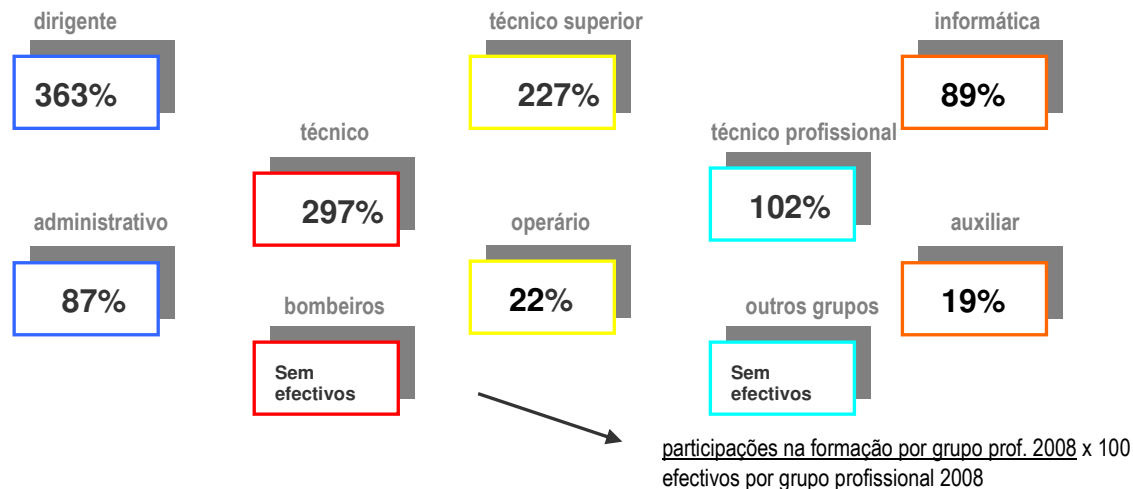 dirigente
técnico superior
informática
363%
227%
89%
técnico
técnico profissional
297%
102%
administrativo
operário
auxiliar
87%
22%
19%
bombeiros
outros grupos
Sem
efectivos
Sem
efectivos
participações na formação por grupo prof. 2008 x 100
efectivos por grupo profissional 2008